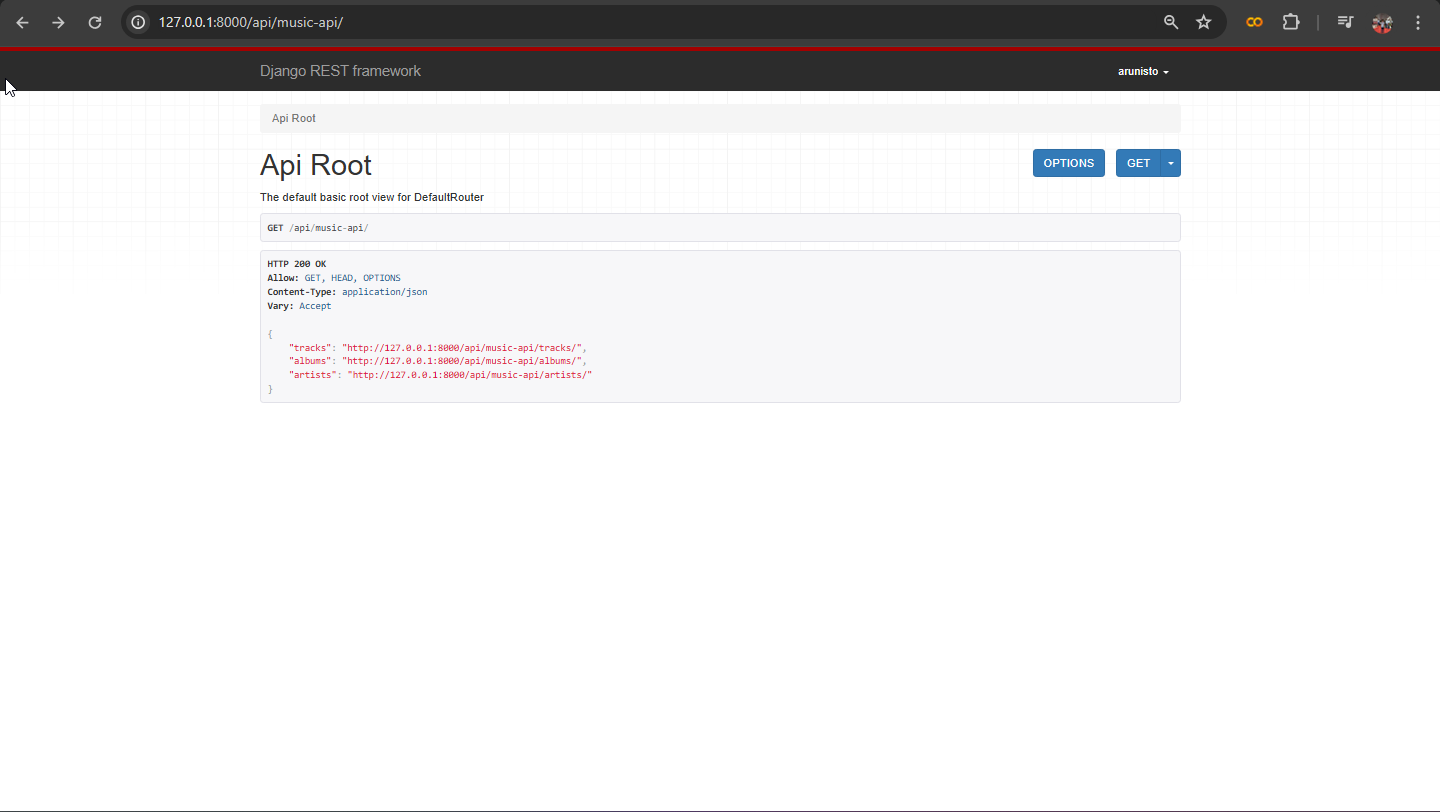 127.0.0.1:8000/api/music-api/
Django REST framework
arunisto
Api Root
Api Root
OPTIONS
GET
The default basic root view for DefaultRouter
GET /api/music-api/
HTTP 200 OK
Allow: GET, HEAD, OPTIONS
Content-Type: application/json
Vary: Accept
{
    "tracks": "http://127.0.0.1:8000/api/music-api/tracks/",
    "albums": "http://127.0.0.1:8000/api/music-api/albums/",
    "artists": "http://127.0.0.1:8000/api/music-api/artists/"
}